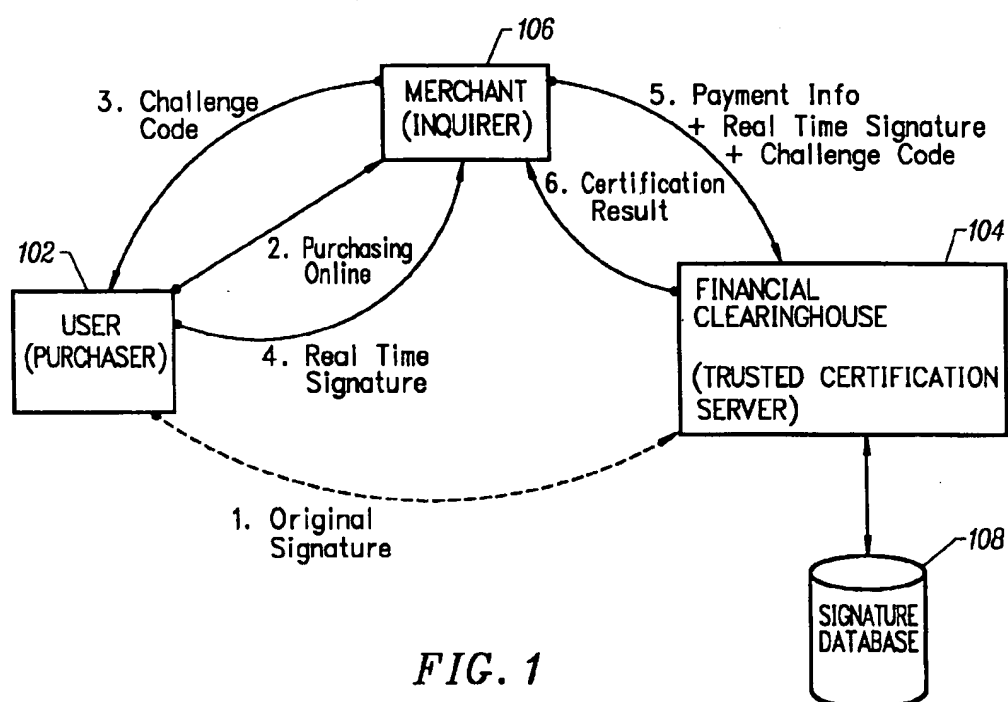 106
3. Challenge
Code
MERCHANT
(INQUIRER)
5. Payment Info
+ Real Time Signature
+ Challenge Code
6. Certification
Result
102
2. Purchasing
Online
104
USER
(PURCHASER)
FINANCIAL
CLEARINGHOUSE
(TRUSTED CERTIFICATION
SERVER)
4. Real Time
Signature
1. Original
Signature
108
SIGNATURE
DATABASE
FIG. 1